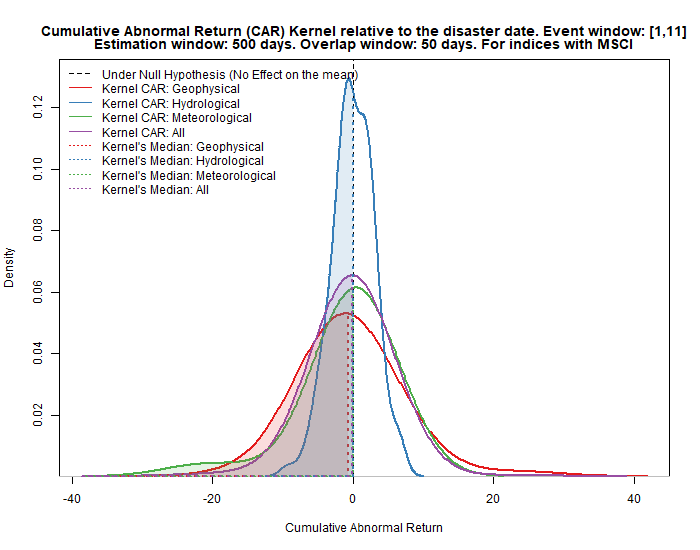 Cumulative Abnormal Return (CAR) Kernel relative to the disaster date. Event window: [1,11]
Estimation window: 500 days. Overlap window: 50 days. For indices with MSCI
Under Null Hypothesis (No Effect on the mean)
Kernel CAR: Geophysical
Kernel CAR: Hydrological
Kernel CAR: Meteorological
Kernel CAR: All
Kernel's Median: Geophysical
Kernel's Median: Hydrological
Kernel's Median: Meteorological
Kernel's Median: All
0.12
0.10
0.08
0.06
0.04
0.02
Density
-40
-20
0
20
40
Cumulative Abnormal Return